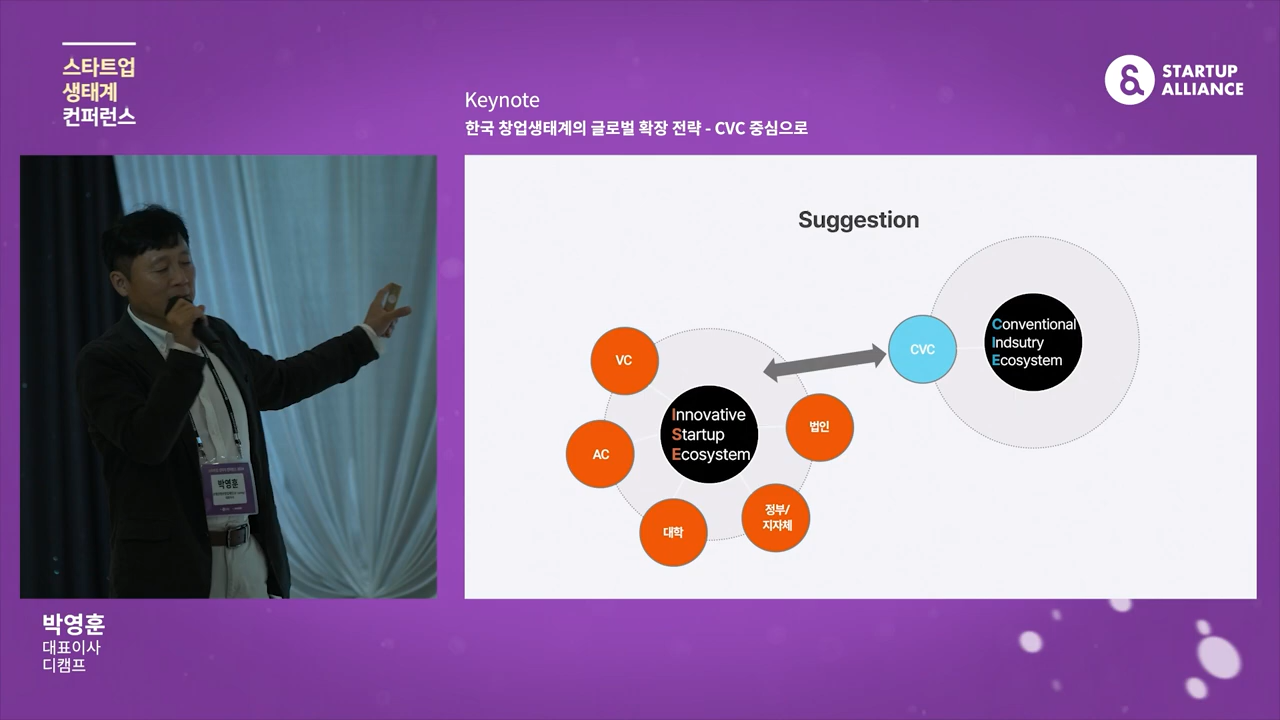 스타트업
생태계
컨퍼런스
STARTUP
ALLIANCE
Keynote
한국 창업생태계의 글로벌 확장 전략 - CVC 중심으로
Suggestion
VC
AC
대학
정부/
지자체
법인
Innovative
Startup
Ecosystem
CVC
Conventional
Indsutry
Ecosystem
박영훈
박영훈
대표이사
디캠프